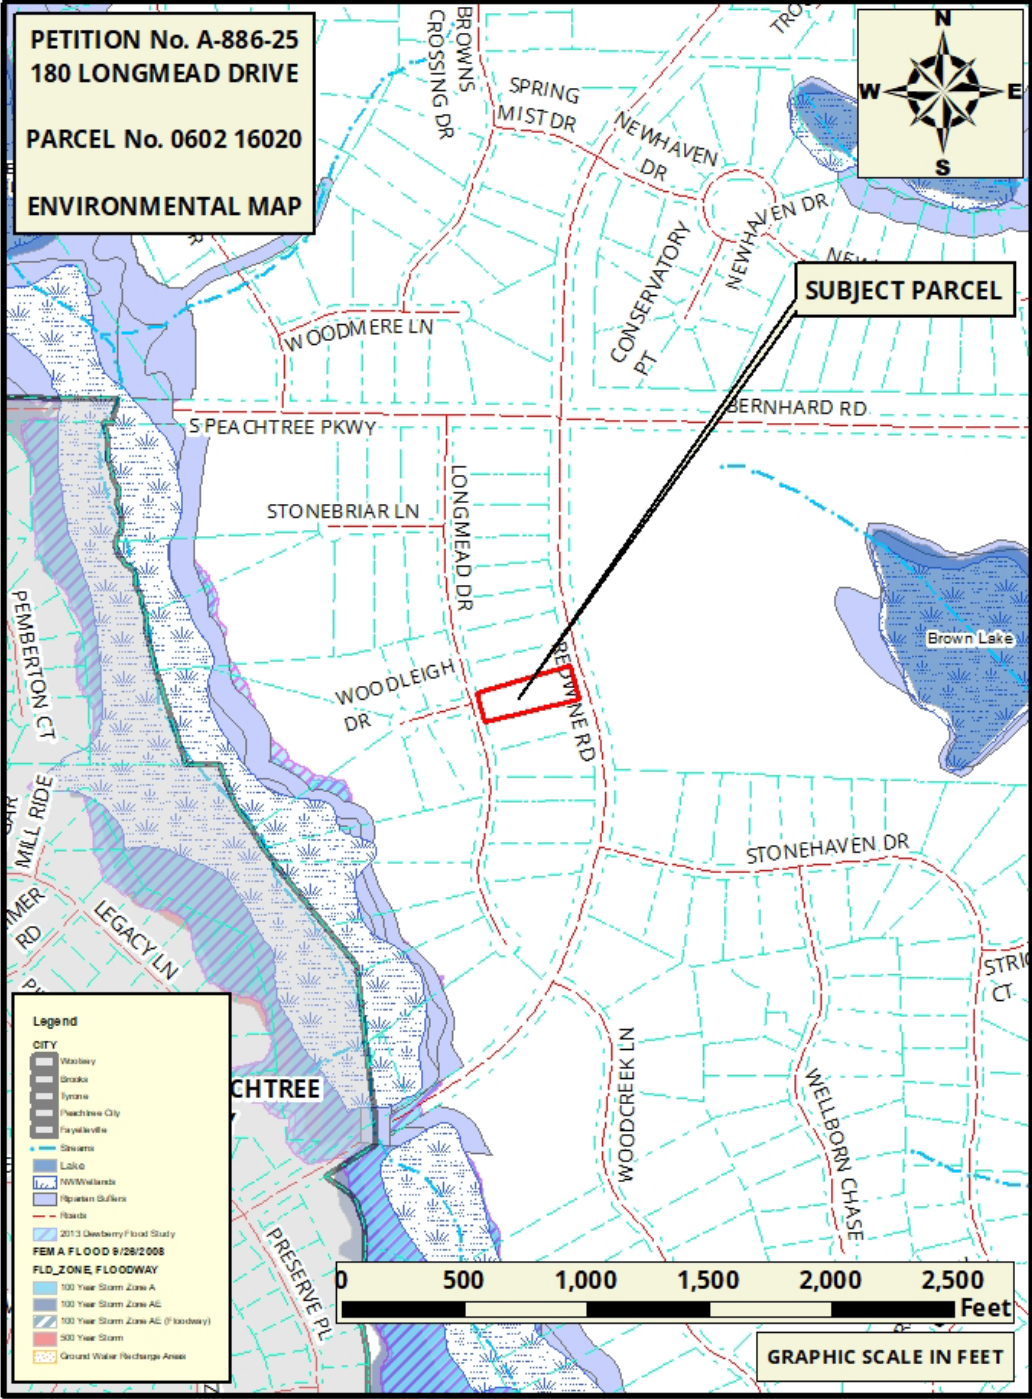 PETITION No. A-886-25
180 LONGMEAD DRIVE
PARCEL No. 0602 16020
ENVIRONMENTAL MAP
N
W
E
S
BROWNS
CROSSING DR
SPRING
MIST DR
NEWHAVEN
DR
NEWHAVEN DR
CONSERVATORY
PT
SUBJECT PARCEL
WOODMERE LN
BERNHARD RD
S PEACHTREE PKWY
LONGMEAD DR
STONEBRIAR LN
PEMBERTON CT
Brown Lake
WOODLEIGH
DR
REDWINE RD
MILL RIDE
STONEHAVEN DR
LEGACY LN
RD
STRIC
CT
WOODCREEK LN
WELLBORN CHASE
PRESERVE PL
CHTREE
Legend
CITY
Woolsey
Brooks
Tyrone
Peachtree City
Fayetteville
Streams
Lake
NWIWetlands
Riparian Buffers
Roads
2013 Dewberry Flood Study
FEMA FLOOD 9/26/2008
FLD_ZONE, FLOODWAY
100 Year Storm Zone A
100 Year Storm Zone AE
100 Year Storm Zone AE (Floodway)
500 Year Storm
Ground Water Recharge Areas
0 500 1,000 1,500 2,000 2,500
Feet
GRAPHIC SCALE IN FEET